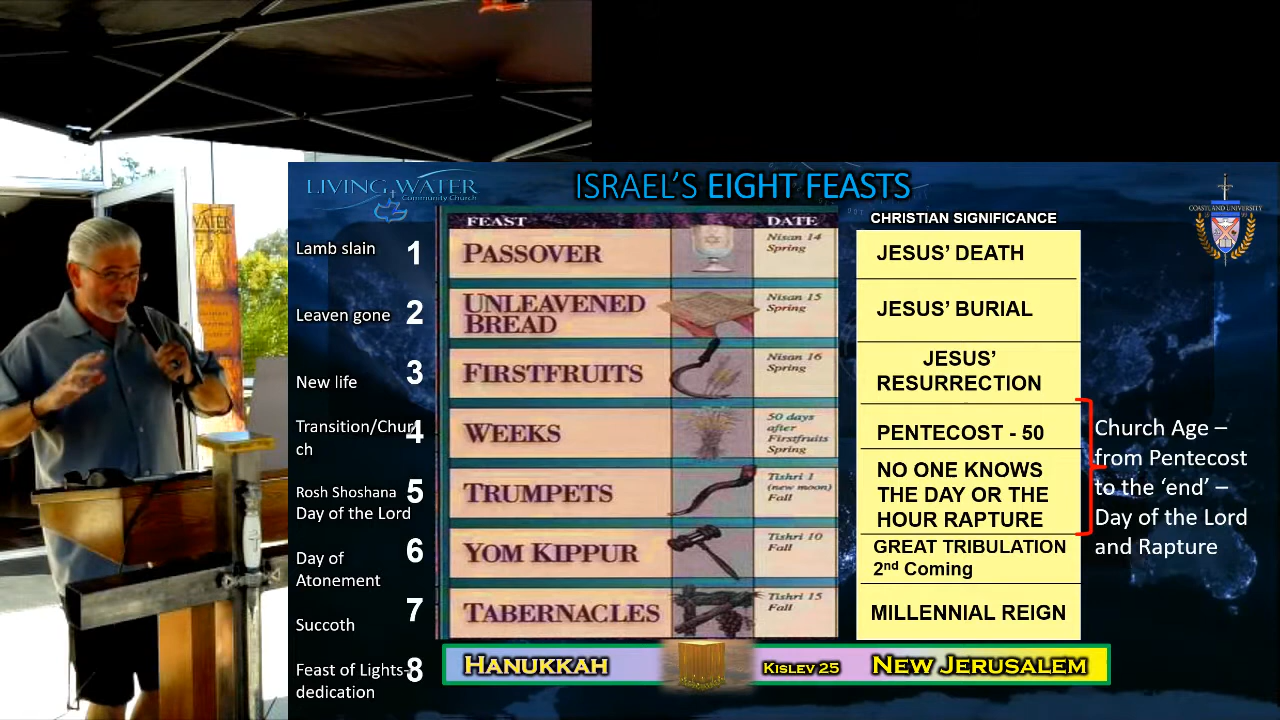 LIVING WATER
Community Church
ISRAEL'S EIGHT FEASTS
COASTLAND UNIVERSITY
FEAST DATE CHRISTIAN SIGNIFICANCE
Lamb slain 1 PASSOVER Nisan 14 Spring JESUS' DEATH
Leaven gone 2 UNLEAVENED BREAD Nisan 15 Spring JESUS' BURIAL
New life 3 FIRSTFRUITS Nisan 16 Spring JESUS' RESURRECTION
Transition/Church 4 WEEKS 50 days after Firstfruits Spring PENTECOST - 50
Rosh Shoshana Day of the Lord 5 TRUMPETS Tishri 1 (new moon) Fall NO ONE KNOWS THE DAY OR THE HOUR RAPTURE
Day of Atonement 6 YOM KIPPUR Tishri 10 Fall GREAT TRIBULATION 2nd Coming
Succoth 7 TABERNACLES Tishri 15 Fall MILLENNIAL REIGN
Feast of Lights-dedication 8 HANUKKAH KISLEV 25 NEW JERUSALEM
Church Age –
from Pentecost
to the 'end' –
Day of the Lord
and Rapture
WATER